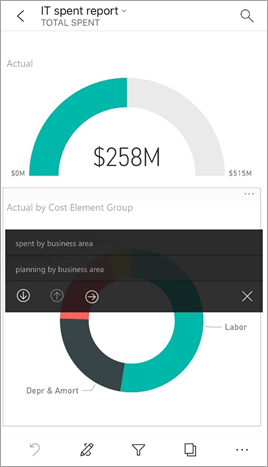 IT spent report
TOTAL SPENT
Actual
$258M
$0M
$515M
Actual by Cost Element Group
spent by business area
planning by business area
Labor
Depr & Amort